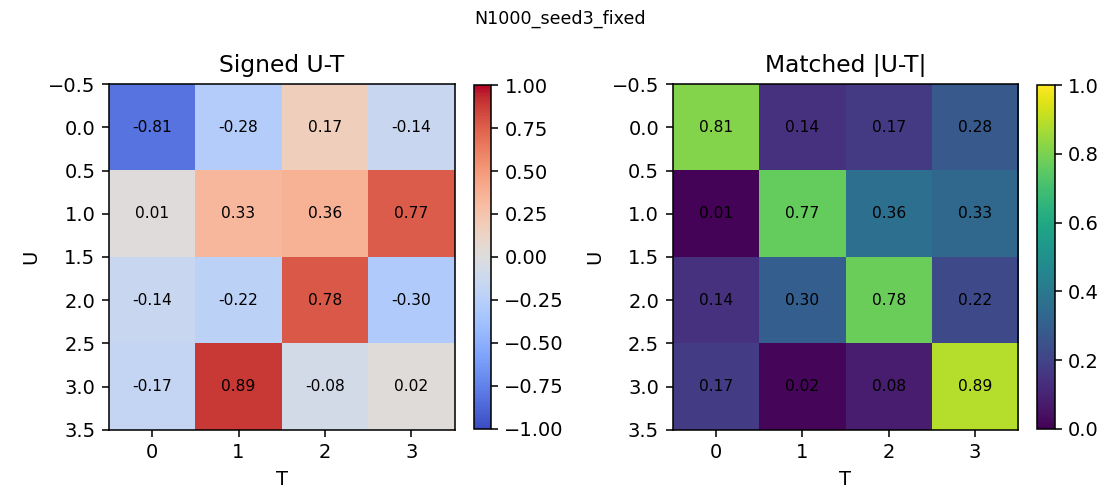 N1000_seed3_fixed
Signed U-T
−0.5
0.0
0.5
1.0
1.5
2.0
2.5
3.0
3.5
U
-0.81 -0.28 0.17 -0.14
0.01 0.33 0.36 0.77
-0.14 -0.22 0.78 -0.30
-0.17 0.89 -0.08 0.02
0 1 2 3
T
1.00
0.75
0.50
0.25
0.00
−0.25
−0.50
−0.75
−1.00
Matched |U-T|
−0.5
0.0
0.5
1.0
1.5
2.0
2.5
3.0
3.5
U
0.81 0.14 0.17 0.28
0.01 0.77 0.36 0.33
0.14 0.30 0.78 0.22
0.17 0.02 0.08 0.89
0 1 2 3
T
1.0
0.8
0.6
0.4
0.2
0.0